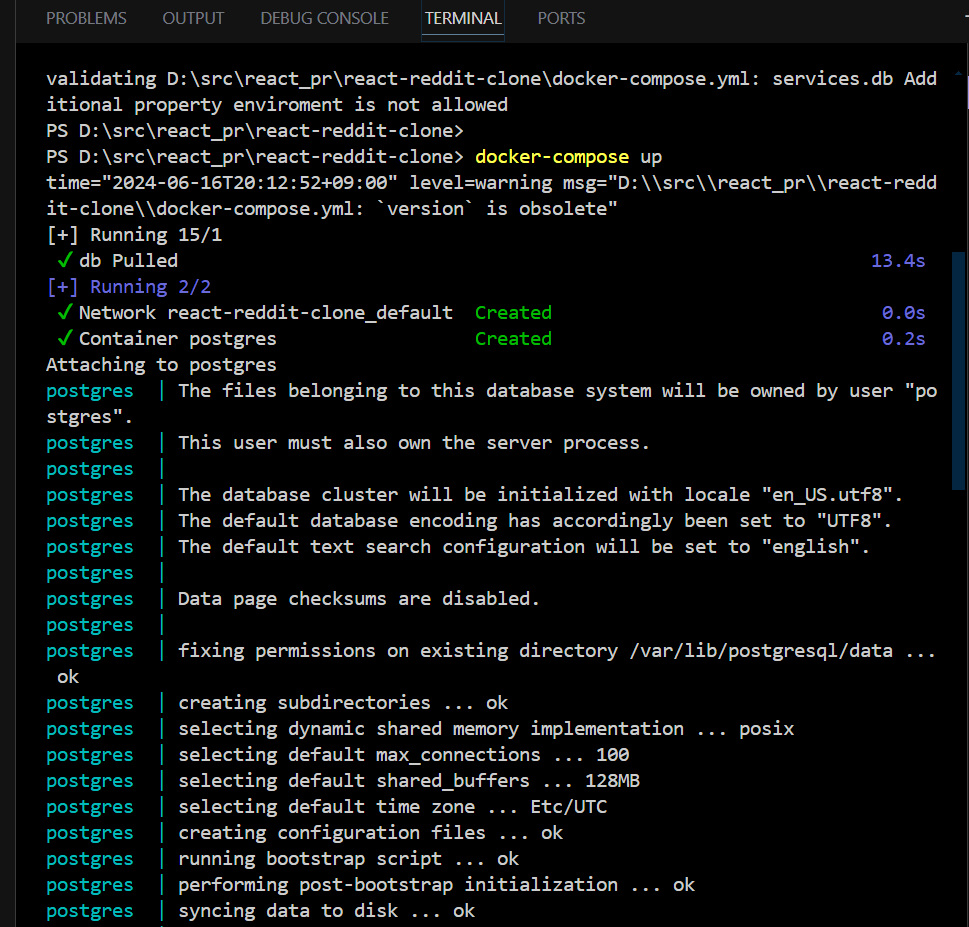 PROBLEMS OUTPUT DEBUG CONSOLE TERMINAL PORTS
validating D:\src\react_pr\react-reddit-clone\docker-compose.yml: services.db Add
itional property enviroment is not allowed
PS D:\src\react_pr\react-reddit-clone>
PS D:\src\react_pr\react-reddit-clone> docker-compose up
time="2024-06-16T20:12:52+09:00" level=warning msg="D:\\src\\react_pr\\react-redd
it-clone\\docker-compose.yml: `version` is obsolete"
[+] Running 15/1
✓ db Pulled 13.4s
[+] Running 2/2
✓ Network react-reddit-clone_default Created 0.0s
✓ Container postgres Created 0.2s
Attaching to postgres
postgres | The files belonging to this database system will be owned by user "po
stgres".
postgres | This user must also own the server process.
postgres |
postgres | The database cluster will be initialized with locale "en_US.utf8".
postgres | The default database encoding has accordingly been set to "UTF8".
postgres | The default text search configuration will be set to "english".
postgres |
postgres | Data page checksums are disabled.
postgres |
postgres | fixing permissions on existing directory /var/lib/postgresql/data ...
ok
postgres | creating subdirectories ... ok
postgres | selecting dynamic shared memory implementation ... posix
postgres | selecting default max_connections ... 100
postgres | selecting default shared_buffers ... 128MB
postgres | selecting default time zone ... Etc/UTC
postgres | creating configuration files ... ok
postgres | running bootstrap script ... ok
postgres | performing post-bootstrap initialization ... ok
postgres | syncing data to disk ... ok